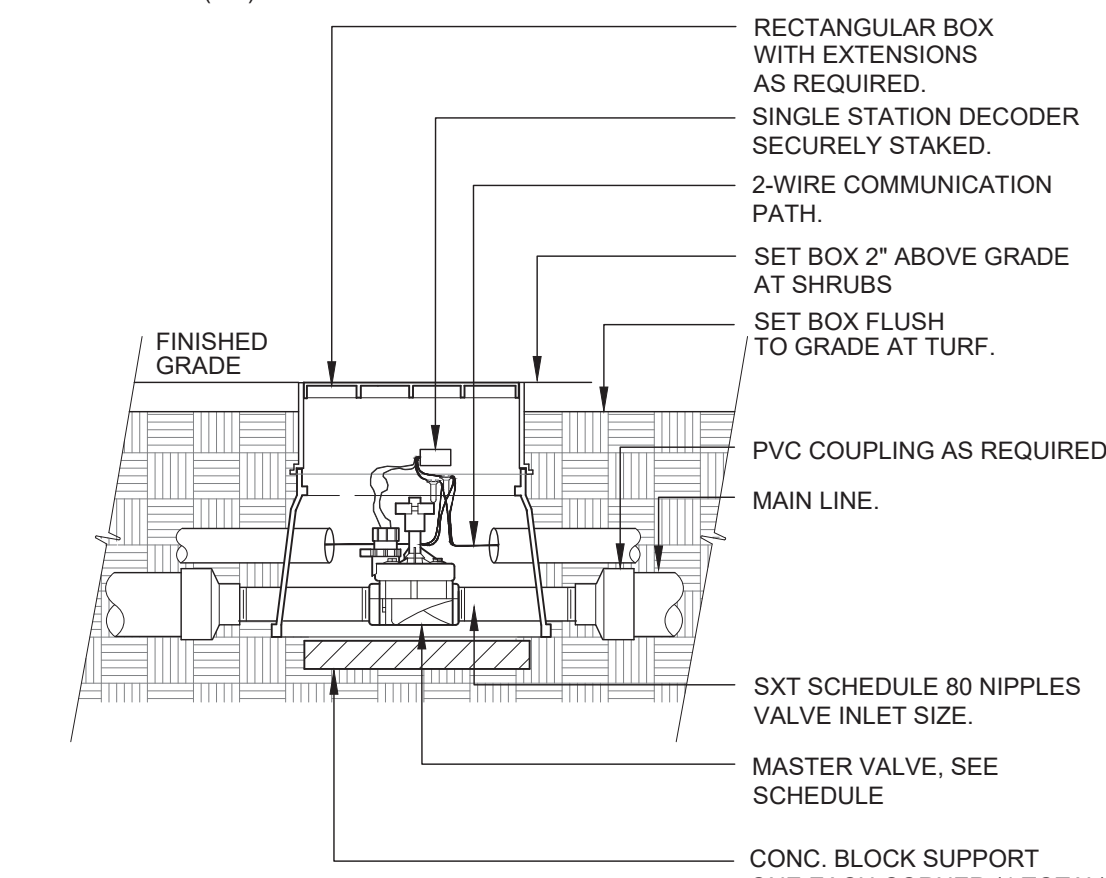 RECTANGULAR BOX
WITH EXTENSIONS
AS REQUIRED.
SINGLE STATION DECODER
SECURELY STAKED.
2-WIRE COMMUNICATION
PATH.
SET BOX 2" ABOVE GRADE
AT SHRUBS
SET BOX FLUSH
TO GRADE AT TURF.
FINISHED
GRADE
PVC COUPLING AS REQUIRED
MAIN LINE.
SXT SCHEDULE 80 NIPPLES
VALVE INLET SIZE.
MASTER VALVE, SEE
SCHEDULE
CONC. BLOCK SUPPORT